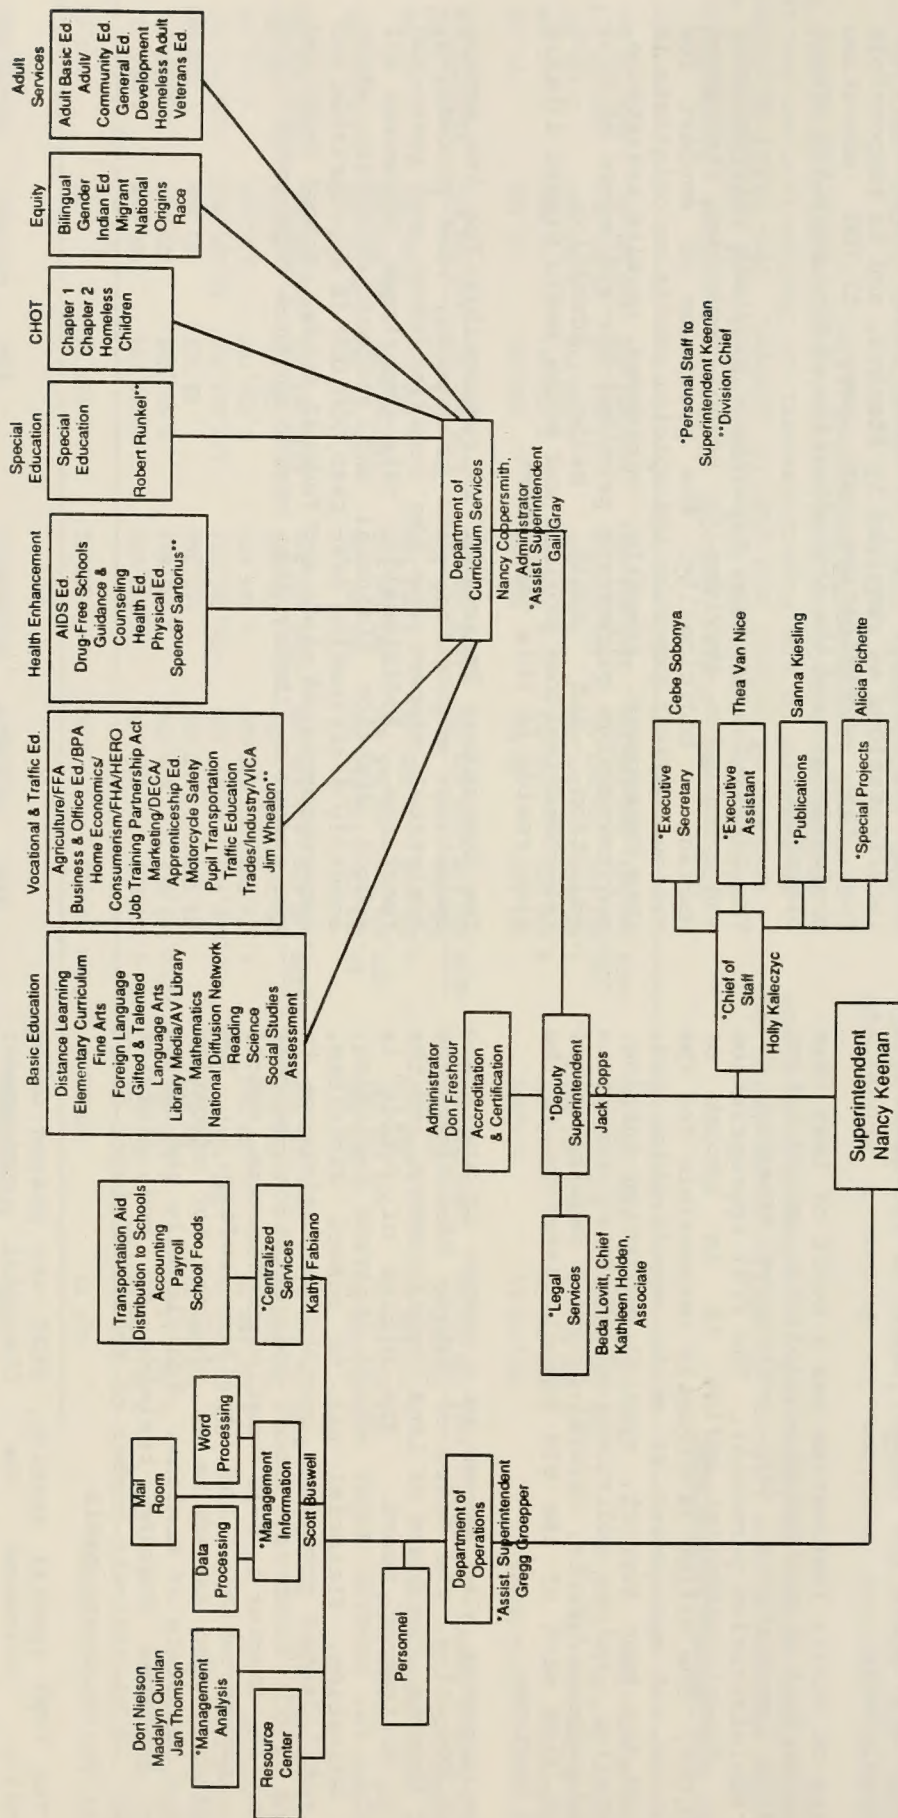 Dori Nielson
Madalyn Quinlan
Jan Thomson
*Management
Analysis
Resource
Center
Mail
Room
Data
Processing
Word
Processing
*Management
Information
Scott Buswell
Transportation Aid
Distribution to Schools
Accounting
Payroll
School Foods
*Centralized
Services
Kathy Fabiano
Personnel
Department of
Operations
*Assist. Superintendent
Gregg Groepper
Basic Education
Distance Learning
Elementary Curriculum
Fine Arts
Foreign Language
Gifted & Talented
Language Arts
Library Media/AV Library
Mathematics
National Diffusion Network
Reading
Science
Social Studies
Assessment
Vocational & Traffic Ed.
Agriculture/FFA
Business & Office Ed./BPA
Home Economics/
Consumerism/FHA/HERO
Job Training Partnership Act
Marketing/DECA/
Apprenticeship Ed.
Motorcycle Safety
Pupil Transportation
Traffic Education
Trades/Industry/VICA
Jim Whealon**
Health Enhancement
AIDS Ed.
Drug-Free Schools
Guidance &
Counseling
Health Ed.
Physical Ed.
Spencer Sartorius**
Special
Education
Special
Education
Robert Runkel**
CHOT
Chapter 1
Chapter 2
Homeless
Children
Equity
Bilingual
Gender
Indian Ed.
Migrant
National
Origins
Race
Adult
Services
Adult Basic Ed.
Adult/
Community Ed.
General Ed.
Development
Homeless Adult
Veterans Ed.
Department of
Curriculum Services
Nancy Coopersmith,
Administrator
*Assist. Superintendent
Gail Gray
Administrator
Don Freshour
Accreditation
& Certification
*Deputy
Superintendent
Jack Copps
*Legal
Services
Beda Lovitt, Chief
Kathleen Holden,
Associate
*Chief of
Staff
Holly Kaleczyc
*Executive
Secretary
Cebe Sobonya
*Executive
Assistant
Thea Van Nice
*Publications
Sanna Kiesling
*Special Projects
Alicia Pichette
Superintendent
Nancy Keenan
*Personal Staff to
Superintendent Keenan
**Division Chief